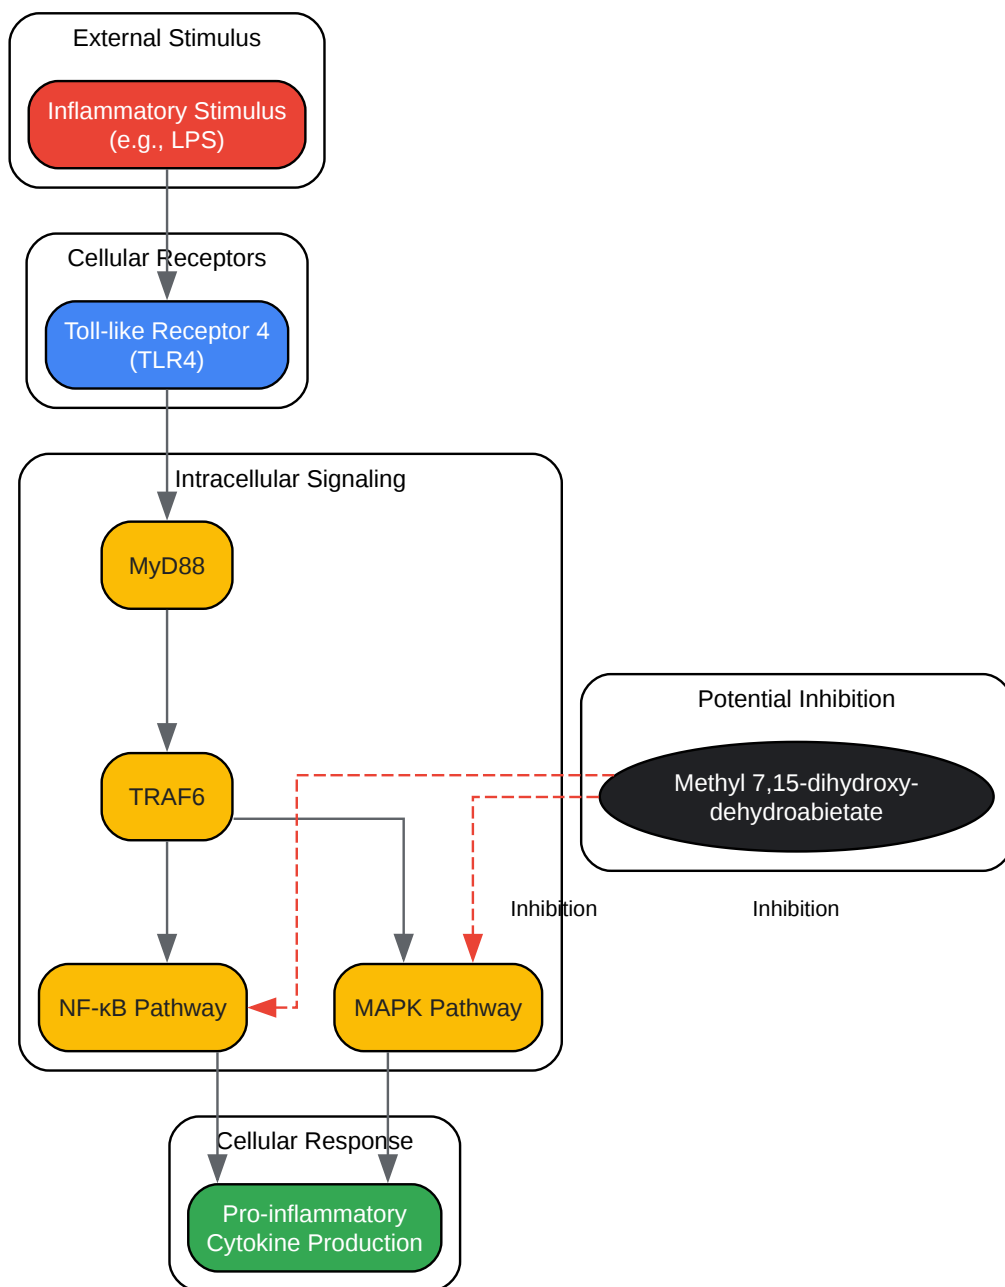 External Stimulus
Inflammatory Stimulus
(e.g., LPS)
Cellular Receptors
Toll-like Receptor 4
(TLR4)
Intracellular Signaling
MyD88
Potential Inhibition
Methyl 7,15-dihydroxy-
dehydroabietate
TRAF6
Inhibition
Inhibition
NF-κB Pathway
MAPK Pathway
Cellular Response
Pro-inflammatory
Cytokine Production